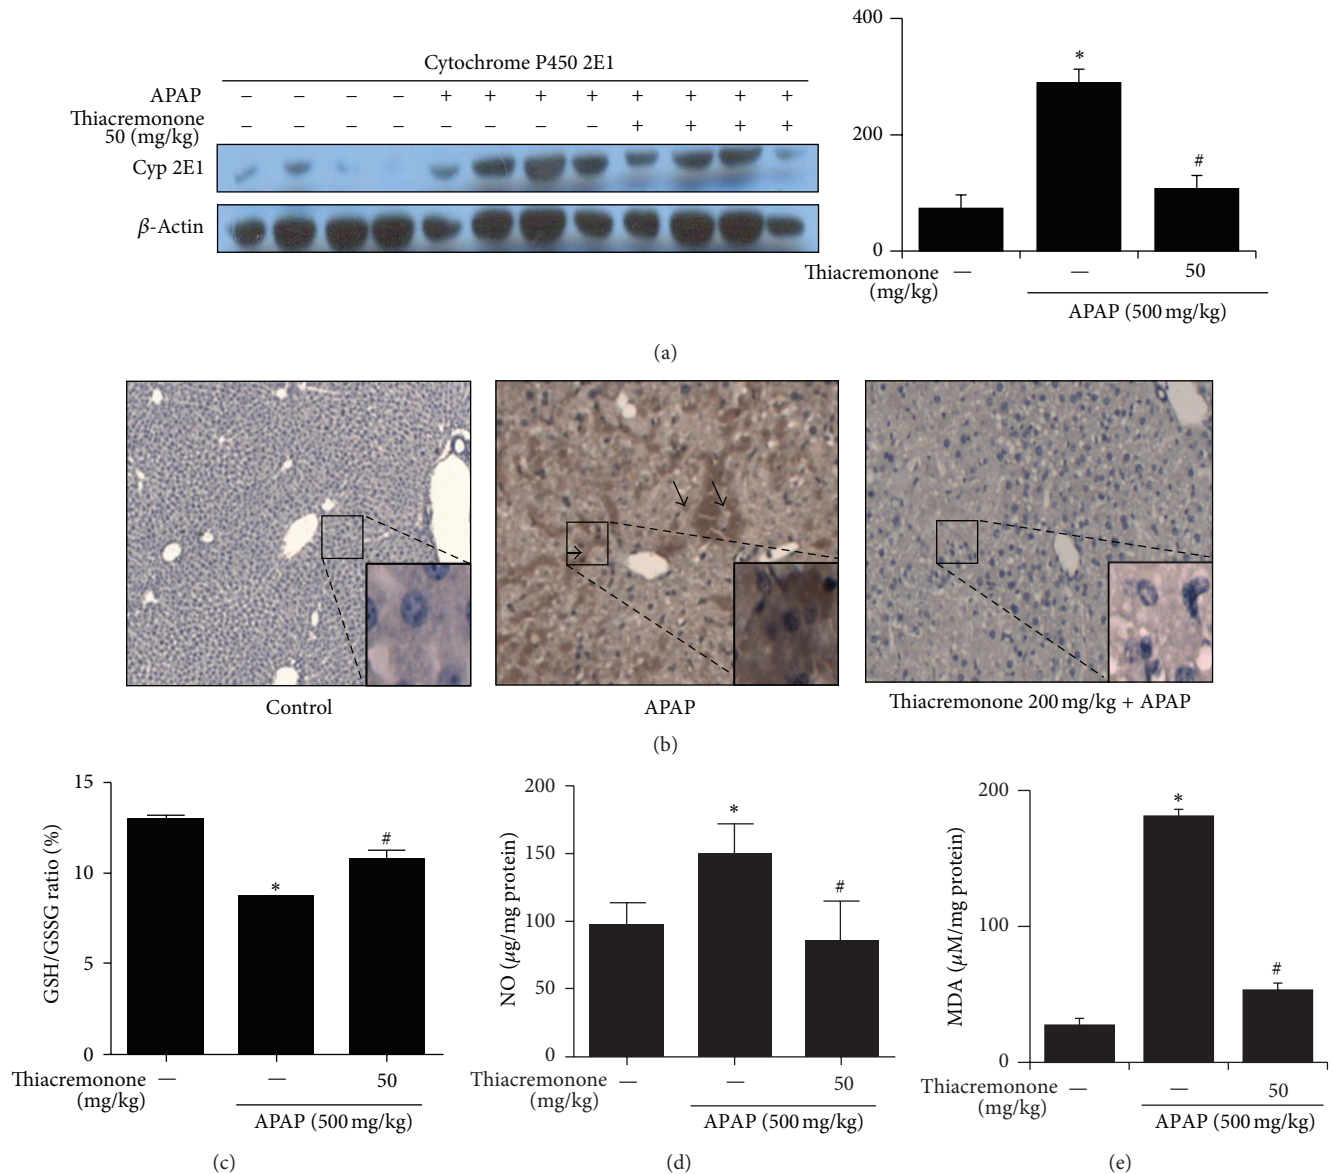 Cytochrome P450 2E1
APAP − − − − + + + + + + + +
Thiacremonone
50 (mg/kg) − − − − − − − − + + + +
Cyp 2E1
β-Actin
400
200
0
*
#
Thiacremonone
(mg/kg) — — 50
APAP (500 mg/kg)
(a)
Control
APAP
Thiacremonone 200 mg/kg + APAP
(b)
GSH/GSSG ratio (%)
15
10
5
0
*
#
Thiacremonone
(mg/kg) — — 50
APAP (500 mg/kg)
(c)
NO (μg/mg protein)
200
150
100
50
0
*
#
Thiacremonone
(mg/kg) — — 50
APAP (500 mg/kg)
(d)
MDA (μM/mg protein)
200
100
0
*
#
Thiacremonone
(mg/kg) — — 50
APAP (500 mg/kg)
(e)